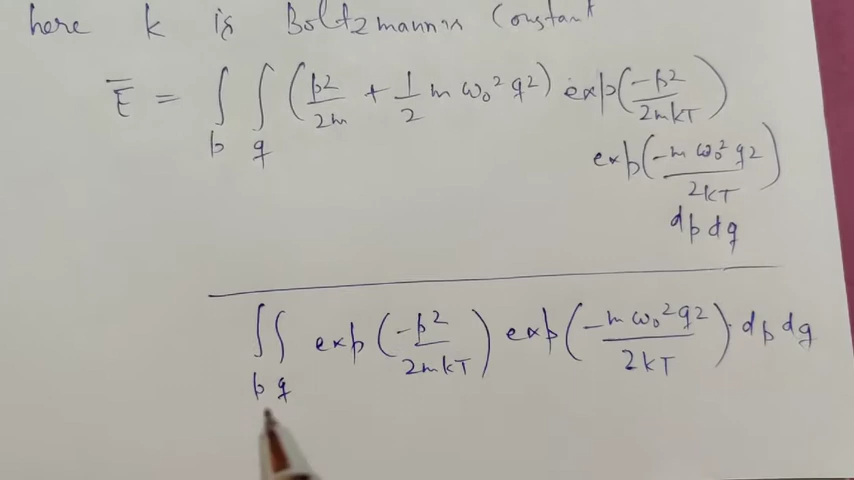 here k is Boltzmann's Constant
Ē = ∫p ∫q (p²/2m + 1/2 m ω₀² q²) exp(-p²/2mkT)
exp(-m ω₀² q²/2kT)
dp dq
∫∫ p q exp(-p²/2mkT) exp(-m ω₀² q²/2kT) · dp dq